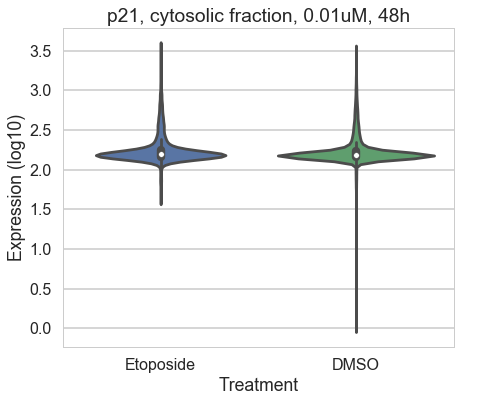 p21, cytosolic fraction, 0.01uM, 48h
Expression (log10)
3.5
3.0
2.5
2.0
1.5
1.0
0.5
0.0
Etoposide DMSO
Treatment